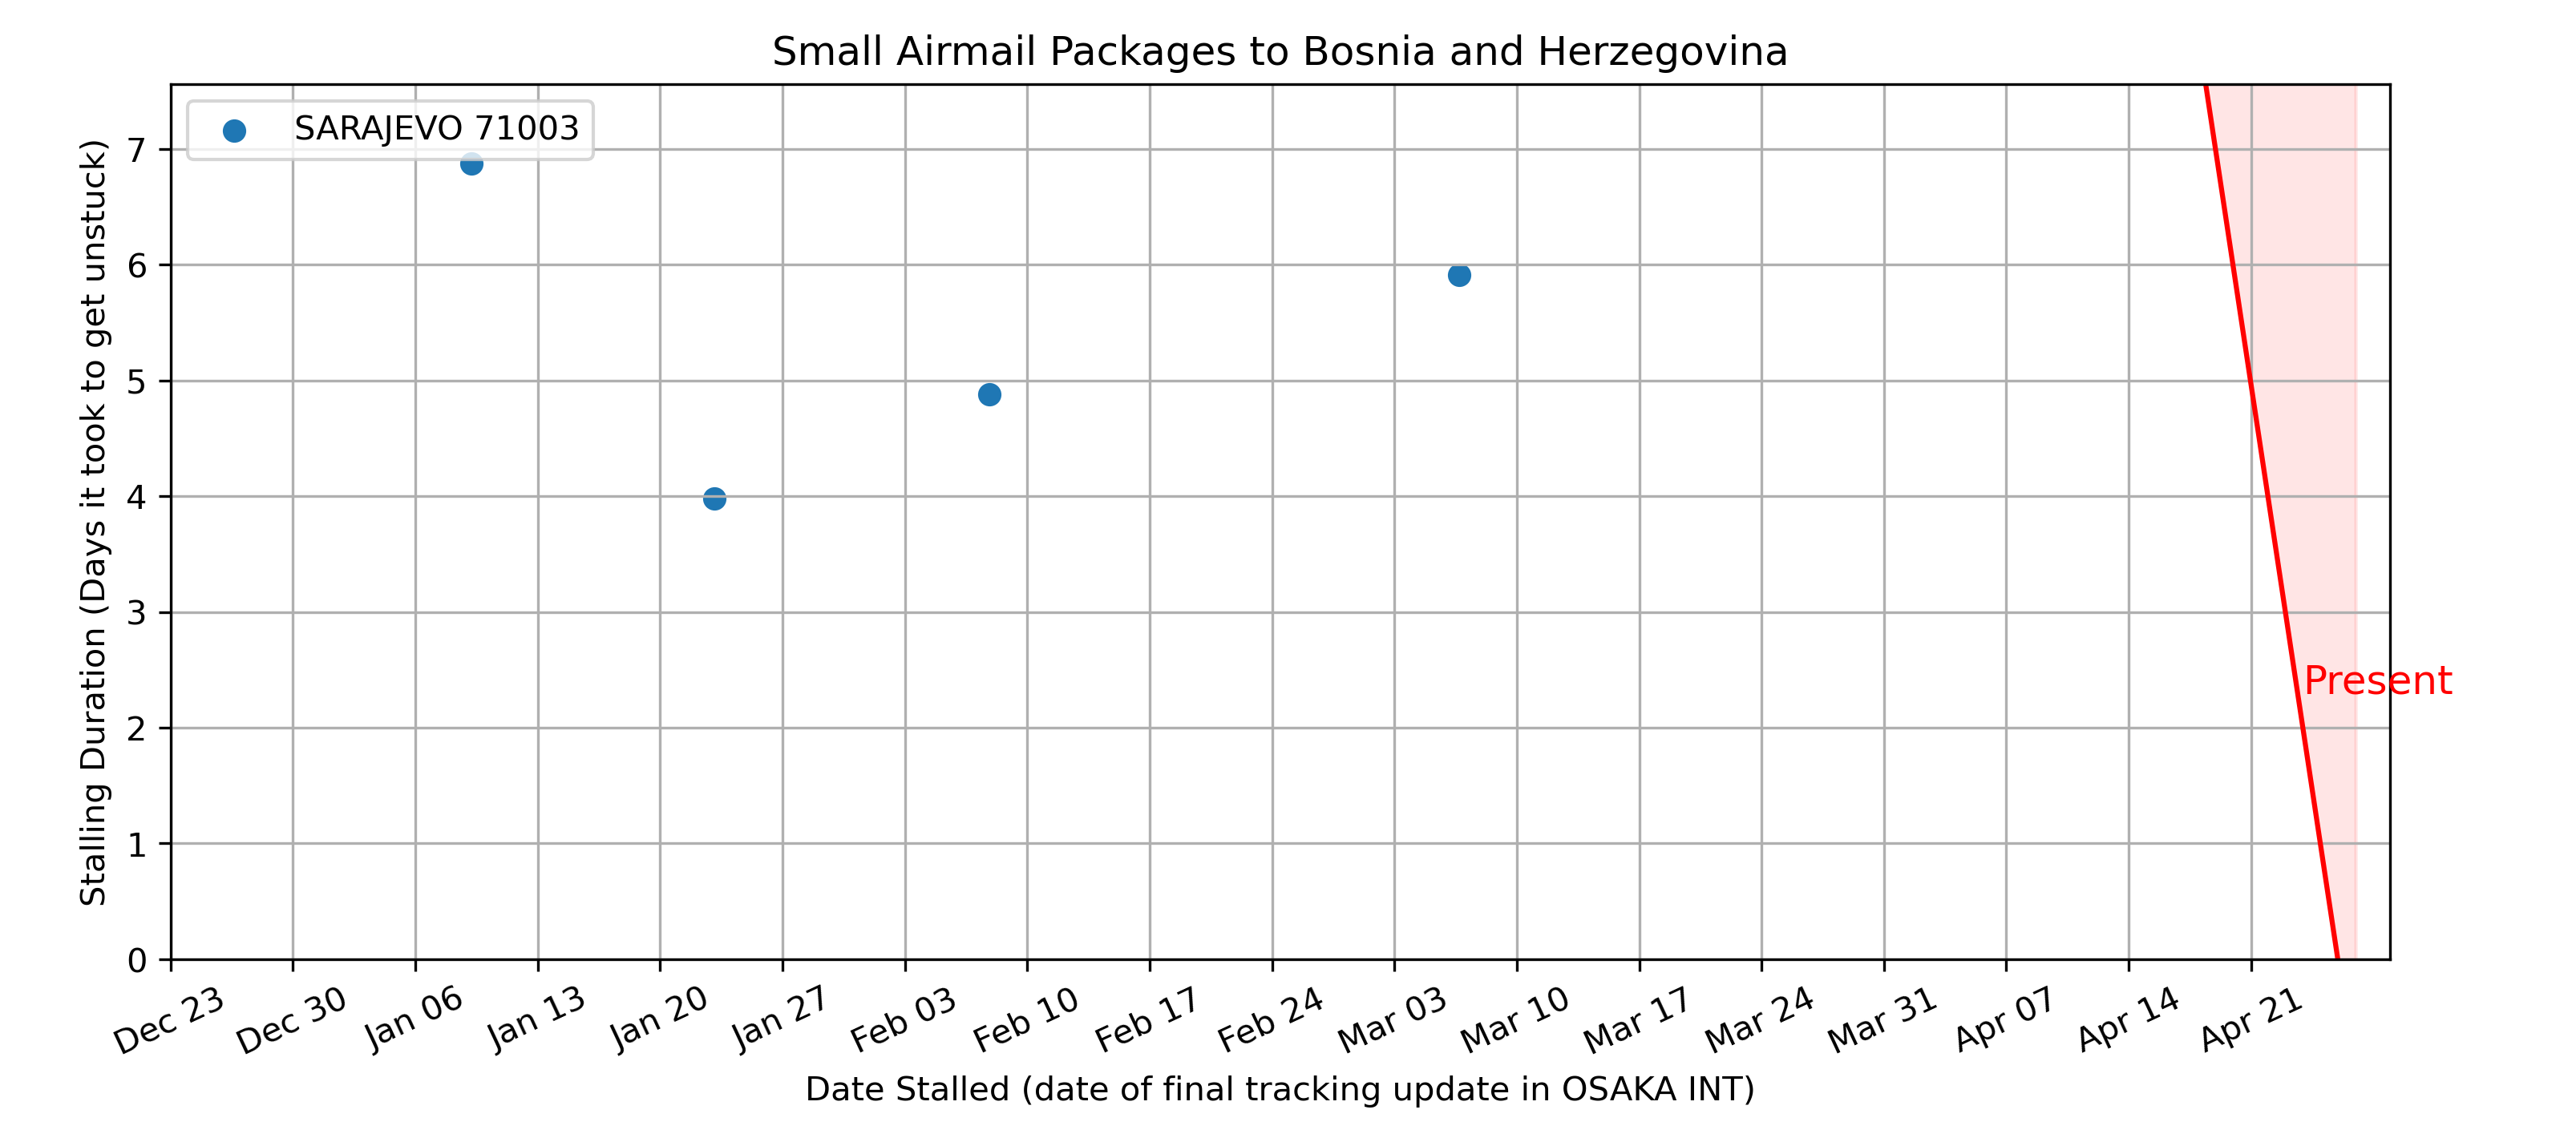 Small Airmail Packages to Bosnia and Herzegovina
SARAJEVO 71003
Stalling Duration (Days it took to get unstuck)
7
6
5
4
3
2
1
0
Present
Dec 23
Dec 30
Jan 06
Jan 13
Jan 20
Jan 27
Feb 03
Feb 10
Feb 17
Feb 24
Mar 03
Mar 10
Mar 17
Mar 24
Mar 31
Apr 07
Apr 14
Apr 21
Date Stalled (date of final tracking update in OSAKA INT)